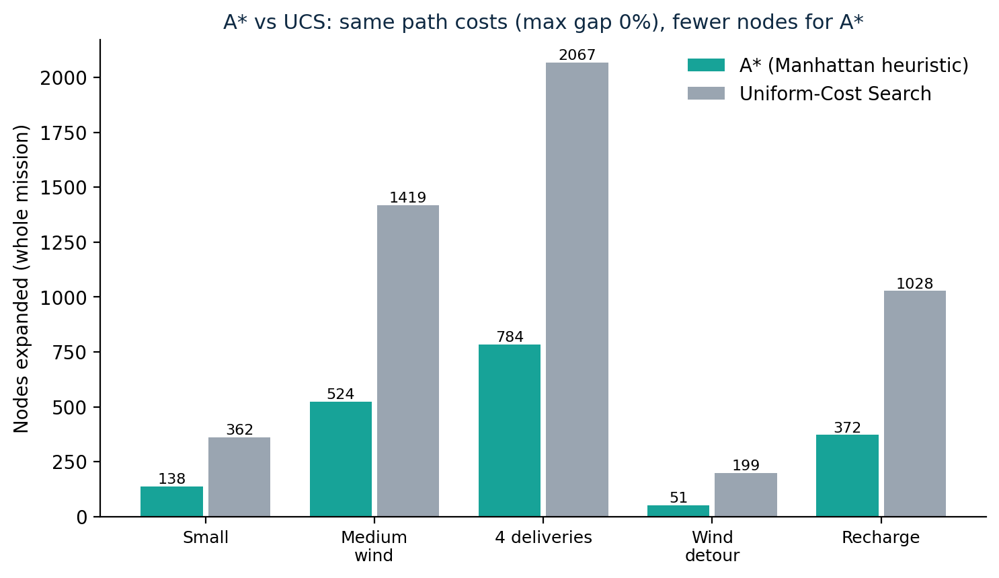 A* vs UCS: same path costs (max gap 0%), fewer nodes for A*
A* (Manhattan heuristic)
Uniform-Cost Search
Nodes expanded (whole mission)
2000
1750
1500
1250
1000
750
500
250
0
138
362
524
1419
784
2067
51
199
372
1028
Small
Medium
wind
4 deliveries
Wind
detour
Recharge